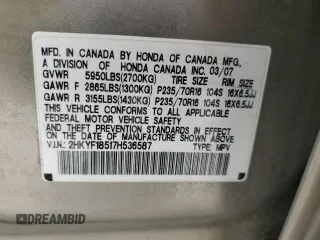 MFD. IN CANADA BY HONDA OF CANADA MFG.,
A DIVISION OF HONDA CANADA INC. 03/07
GVWR 5950LBS(2700KG) TIRE SIZE RIM SIZE
GAWR F 2865LBS(1300KG) P235/70R16 104S 16X6.5JJ
GAWR R 3155LBS(1430KG) P235/70R16 104S 16X6.5JJ
THIS VEHICLE CONFORMS TO ALL APPLICABLE
FEDERAL MOTOR VEHICLE SAFETY STANDARDS IN EFFECT
ON THE DATE OF MANUFACTURE SHOWN ABOVE.
V.I.N.: 2HKYF18517H536587 TYPE: MPV
DREAMBID